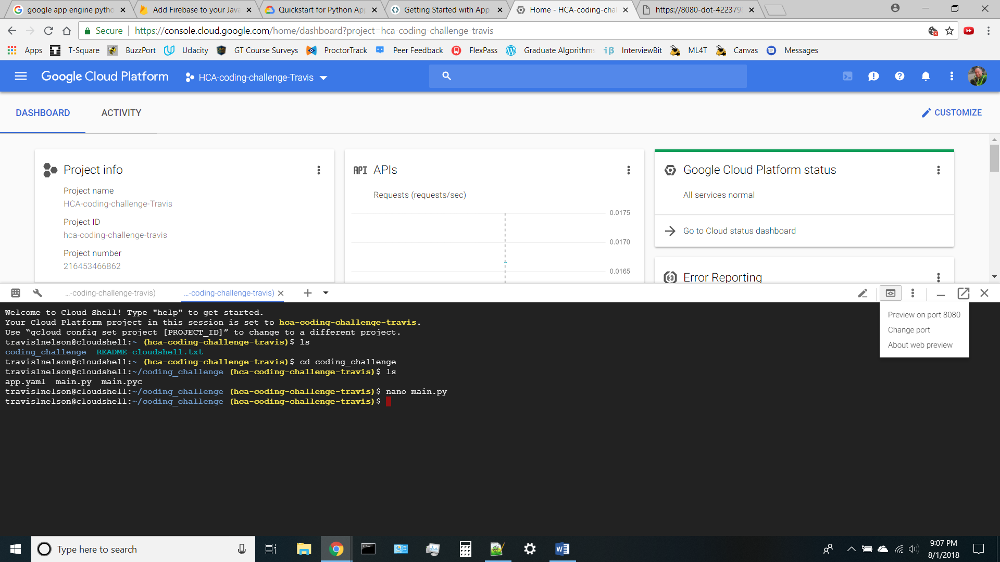 google app engine pytho
Add Firebase to your Java
Quickstart for Python App
Getting Started with App
Home - HCA-coding-chal
https://8080-dot-422379
Secure
https://console.cloud.google.com/home/dashboard?project=hca-coding-challenge-travis
Apps
T-Square
BuzzPort
Udacity
GT Course Surveys
ProctorTrack
Peer Feedback
FlexPass
Graduate Algorithms
InterviewBit
ML4T
Canvas
Messages
Google Cloud Platform
HCA-coding-challenge-Travis
DASHBOARD
ACTIVITY
CUSTOMIZE
Project info
Project name
HCA-coding-challenge-Travis
Project ID
hca-coding-challenge-travis
Project number
216453466862
API APIs
Requests (requests/sec)
0.0175
0.0170
0.0165
Google Cloud Platform status
All services normal
Go to Cloud status dashboard
Error Reporting
...-coding-challenge-travis)
...-coding-challenge-travis)
Preview on port 8080
Change port
About web preview
Welcome to Cloud Shell! Type "help" to get started.
Your Cloud Platform project in this session is set to hca-coding-challenge-travis.
Use “gcloud config set project [PROJECT_ID]” to change to a different project.
travislnelson@cloudshell:~ (hca-coding-challenge-travis)$ ls
coding_challenge  README-cloudshell.txt
travislnelson@cloudshell:~ (hca-coding-challenge-travis)$ cd coding_challenge
travislnelson@cloudshell:~/coding_challenge (hca-coding-challenge-travis)$ ls
app.yaml  main.py  main.pyc
travislnelson@cloudshell:~/coding_challenge (hca-coding-challenge-travis)$ nano main.py
travislnelson@cloudshell:~/coding_challenge (hca-coding-challenge-travis)$
Type here to search
9:07 PM
8/1/2018